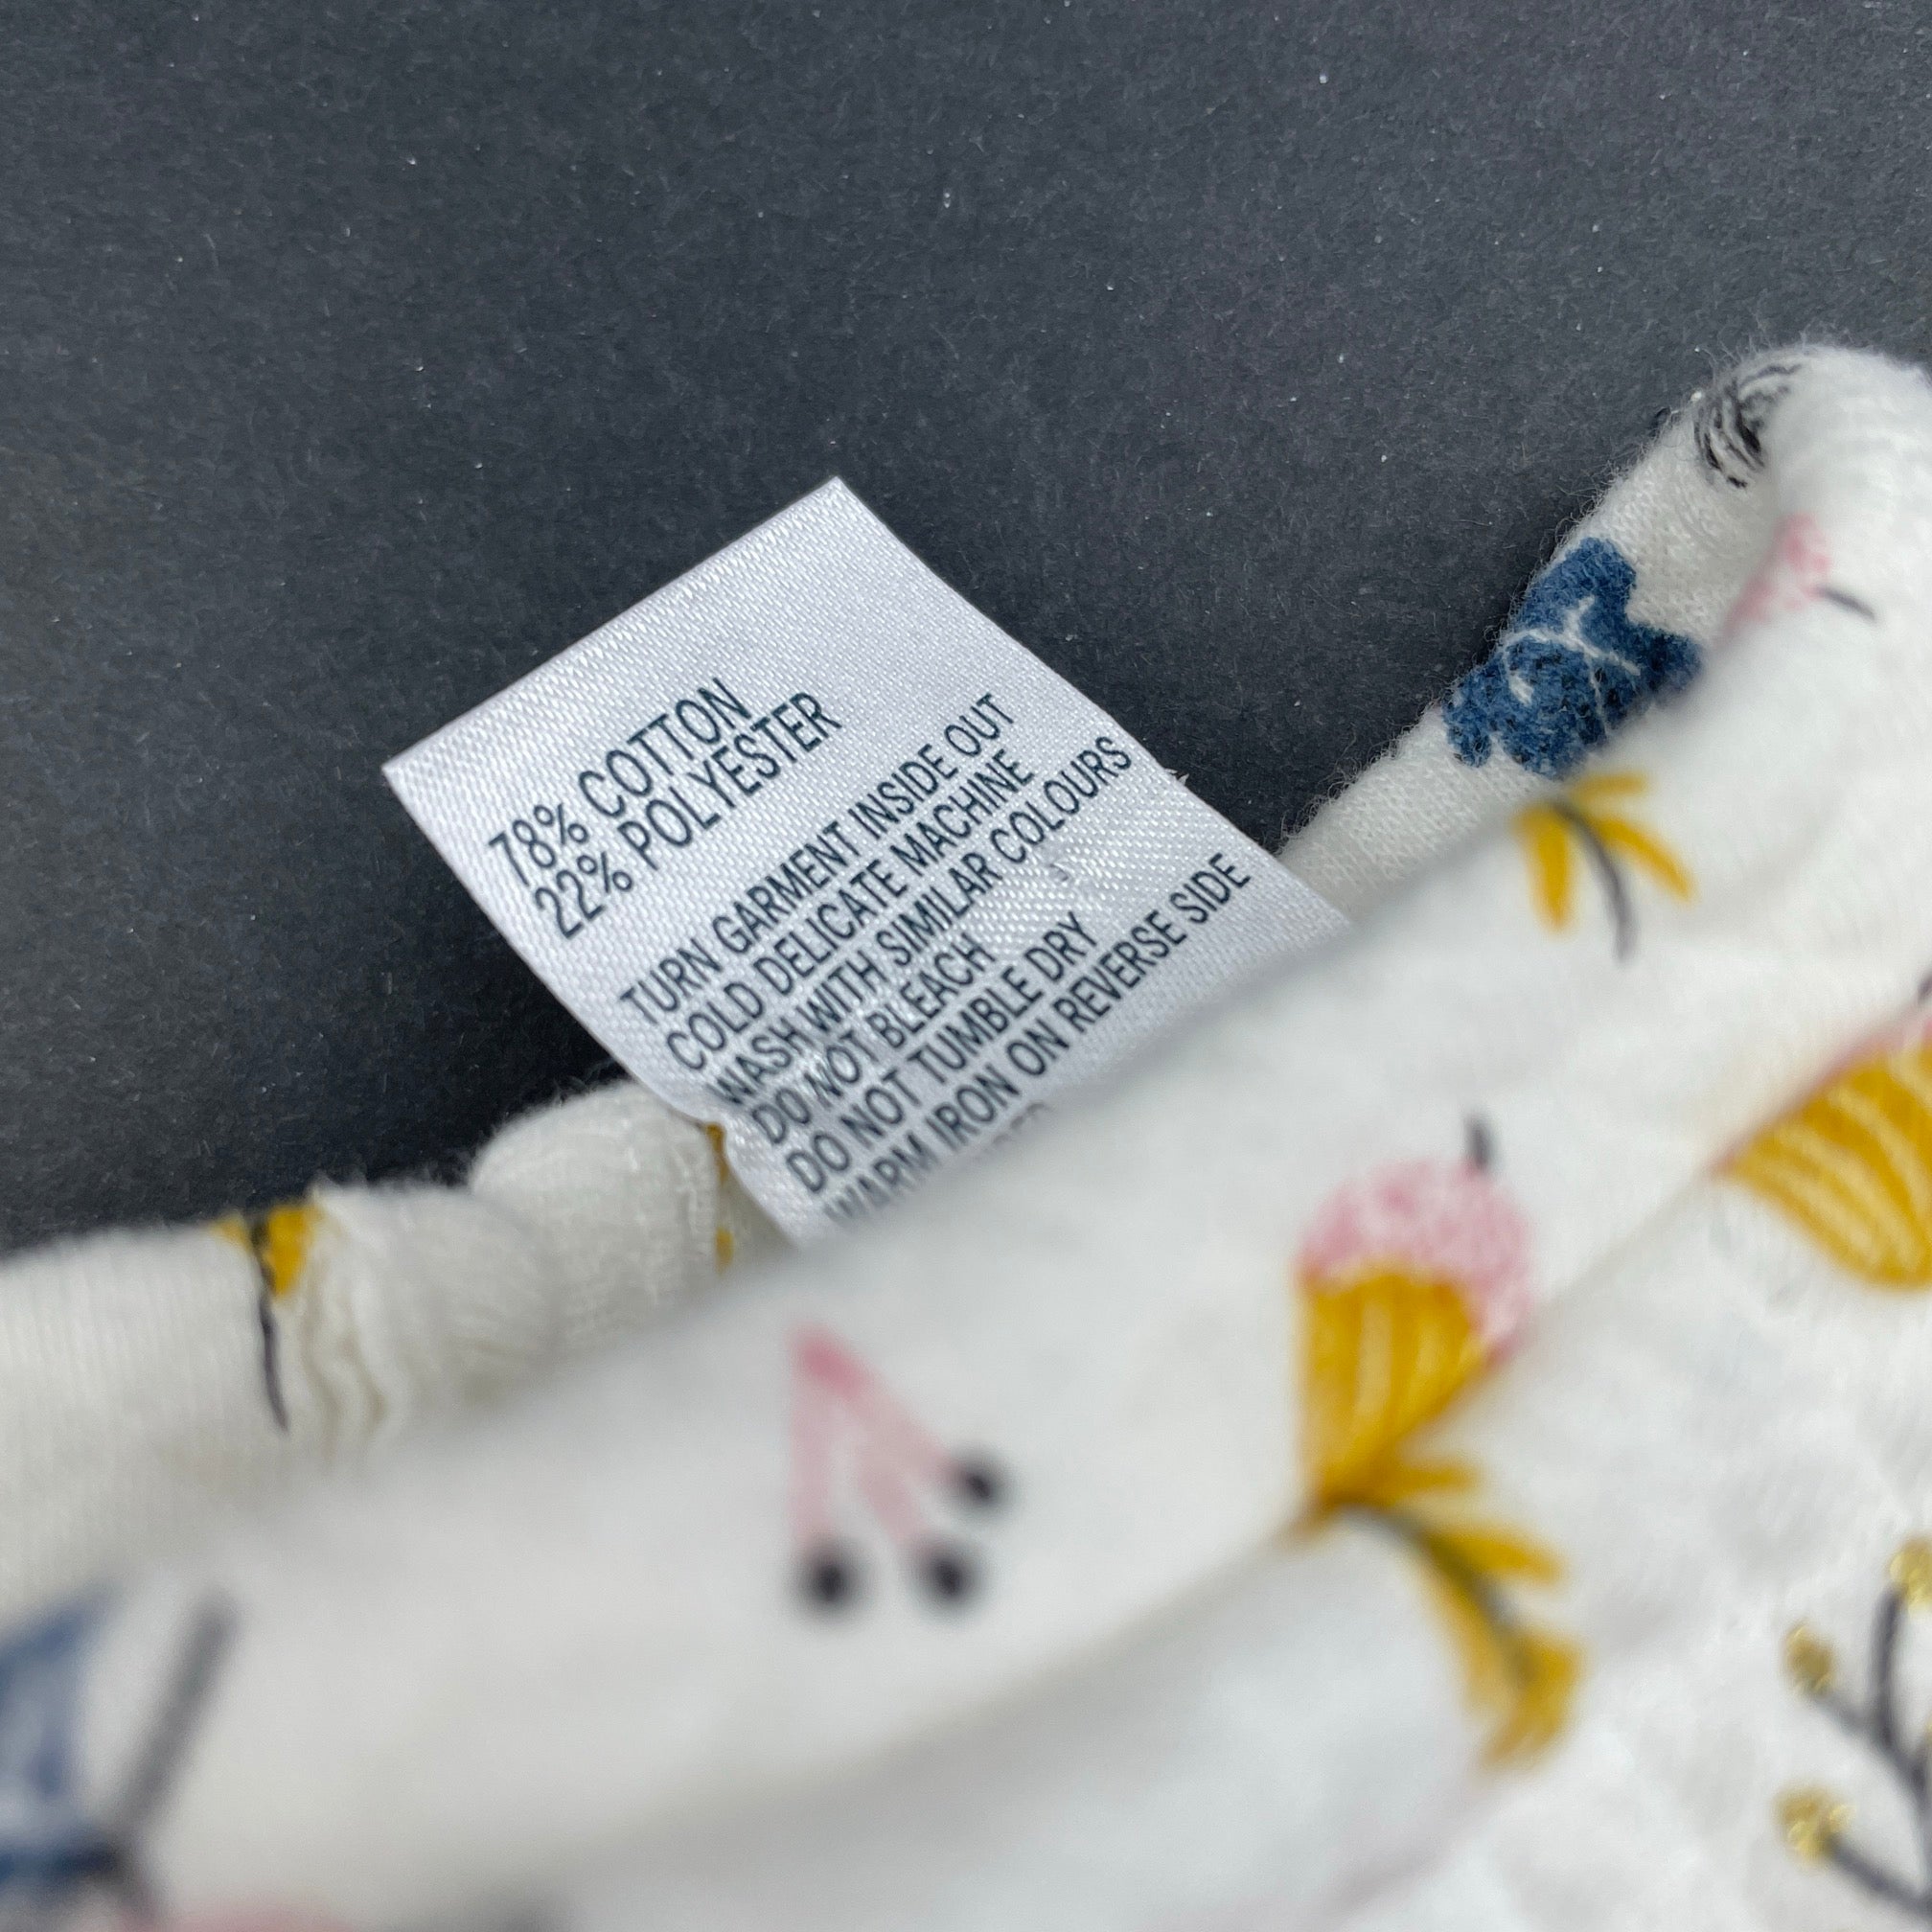 78% COTTON
22% POLYESTER
TURN GARMENT INSIDE OUT
COLD DELICATE MACHINE
WASH WITH SIMILAR COLOURS
DO NOT BLEACH
DO NOT TUMBLE DRY
WARM IRON ON REVERSE SIDE